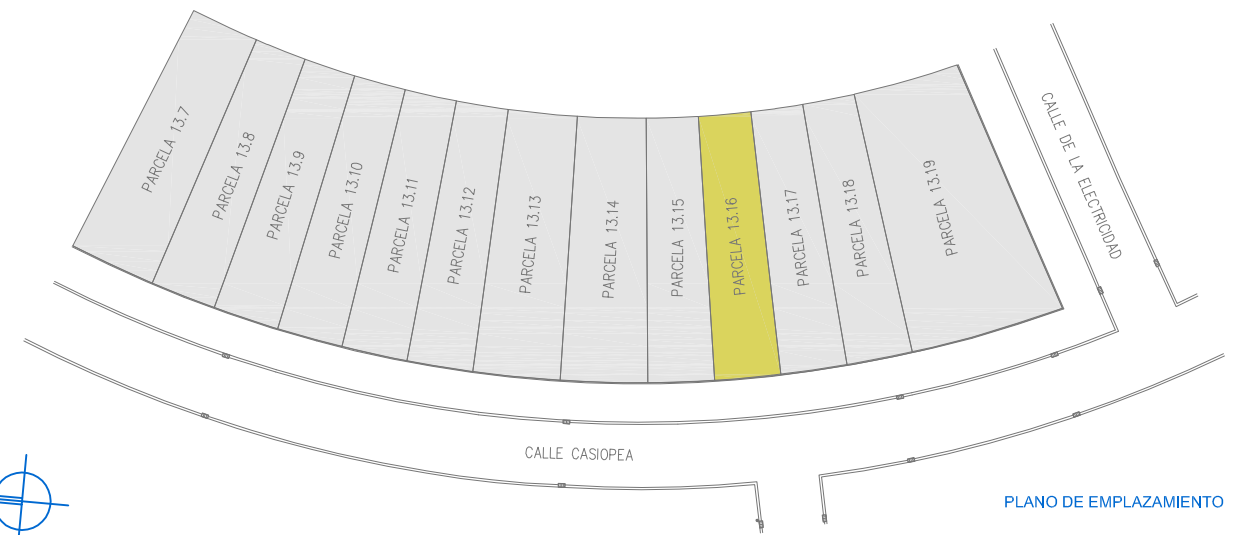 PARCELA 13.7
PARCELA 13.8
PARCELA 13.9
PARCELA 13.10
PARCELA 13.11
PARCELA 13.12
PARCELA 13.13
PARCELA 13.14
PARCELA 13.15
PARCELA 13.16
PARCELA 13.17
PARCELA 13.18
PARCELA 13.19
CALLE DE LA ELECTRICIDAD
CALLE CASIOPEA
PLANO DE EMPLAZAMIENTO